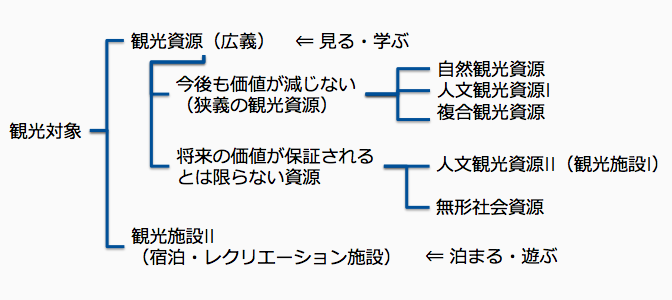 観光対象
観光資源（広義） ⇐ 見る・学ぶ
今後も価値が減じない
（狭義の観光資源）
自然観光資源
人文観光資源I
複合観光資源
将来の価値が保証される
とは限らない資源
人文観光資源II（観光施設I）
無形社会資源
観光施設II
（宿泊・レクリエーション施設） ⇐ 泊まる・遊ぶ